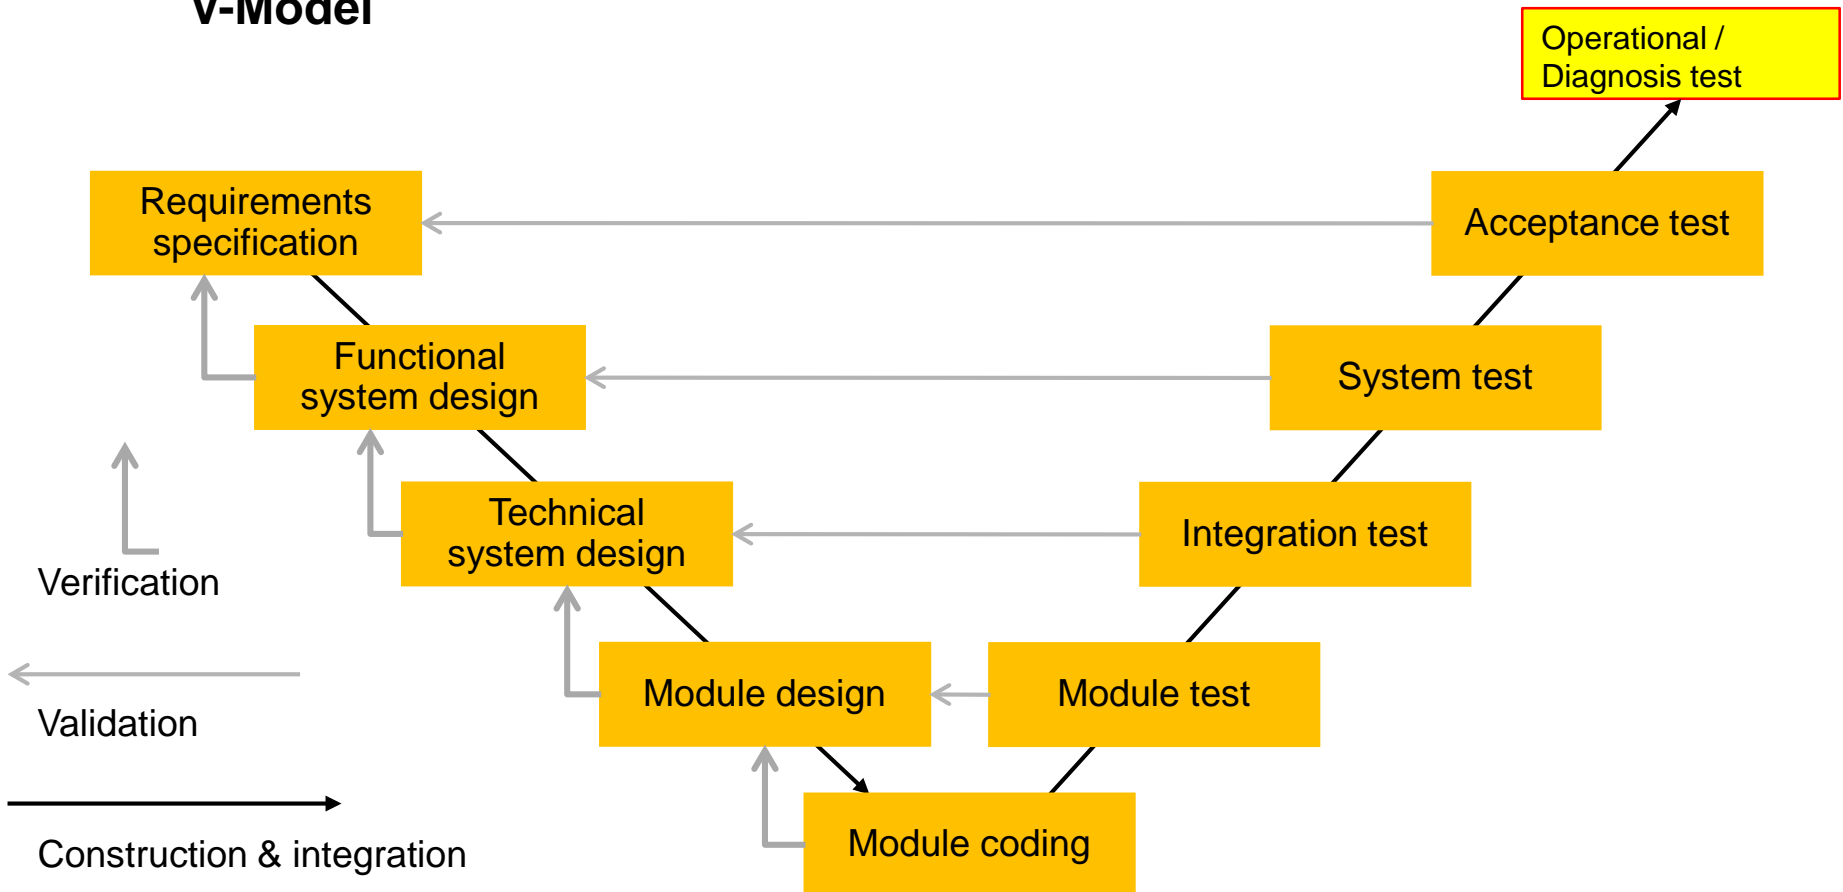 V-Model
Operational /
Diagnosis test
Requirements
specification
Acceptance test
Functional
system design
System test
Technical
system design
Integration test
Verification
Module design
Module test
Validation
Module coding
Construction & integration